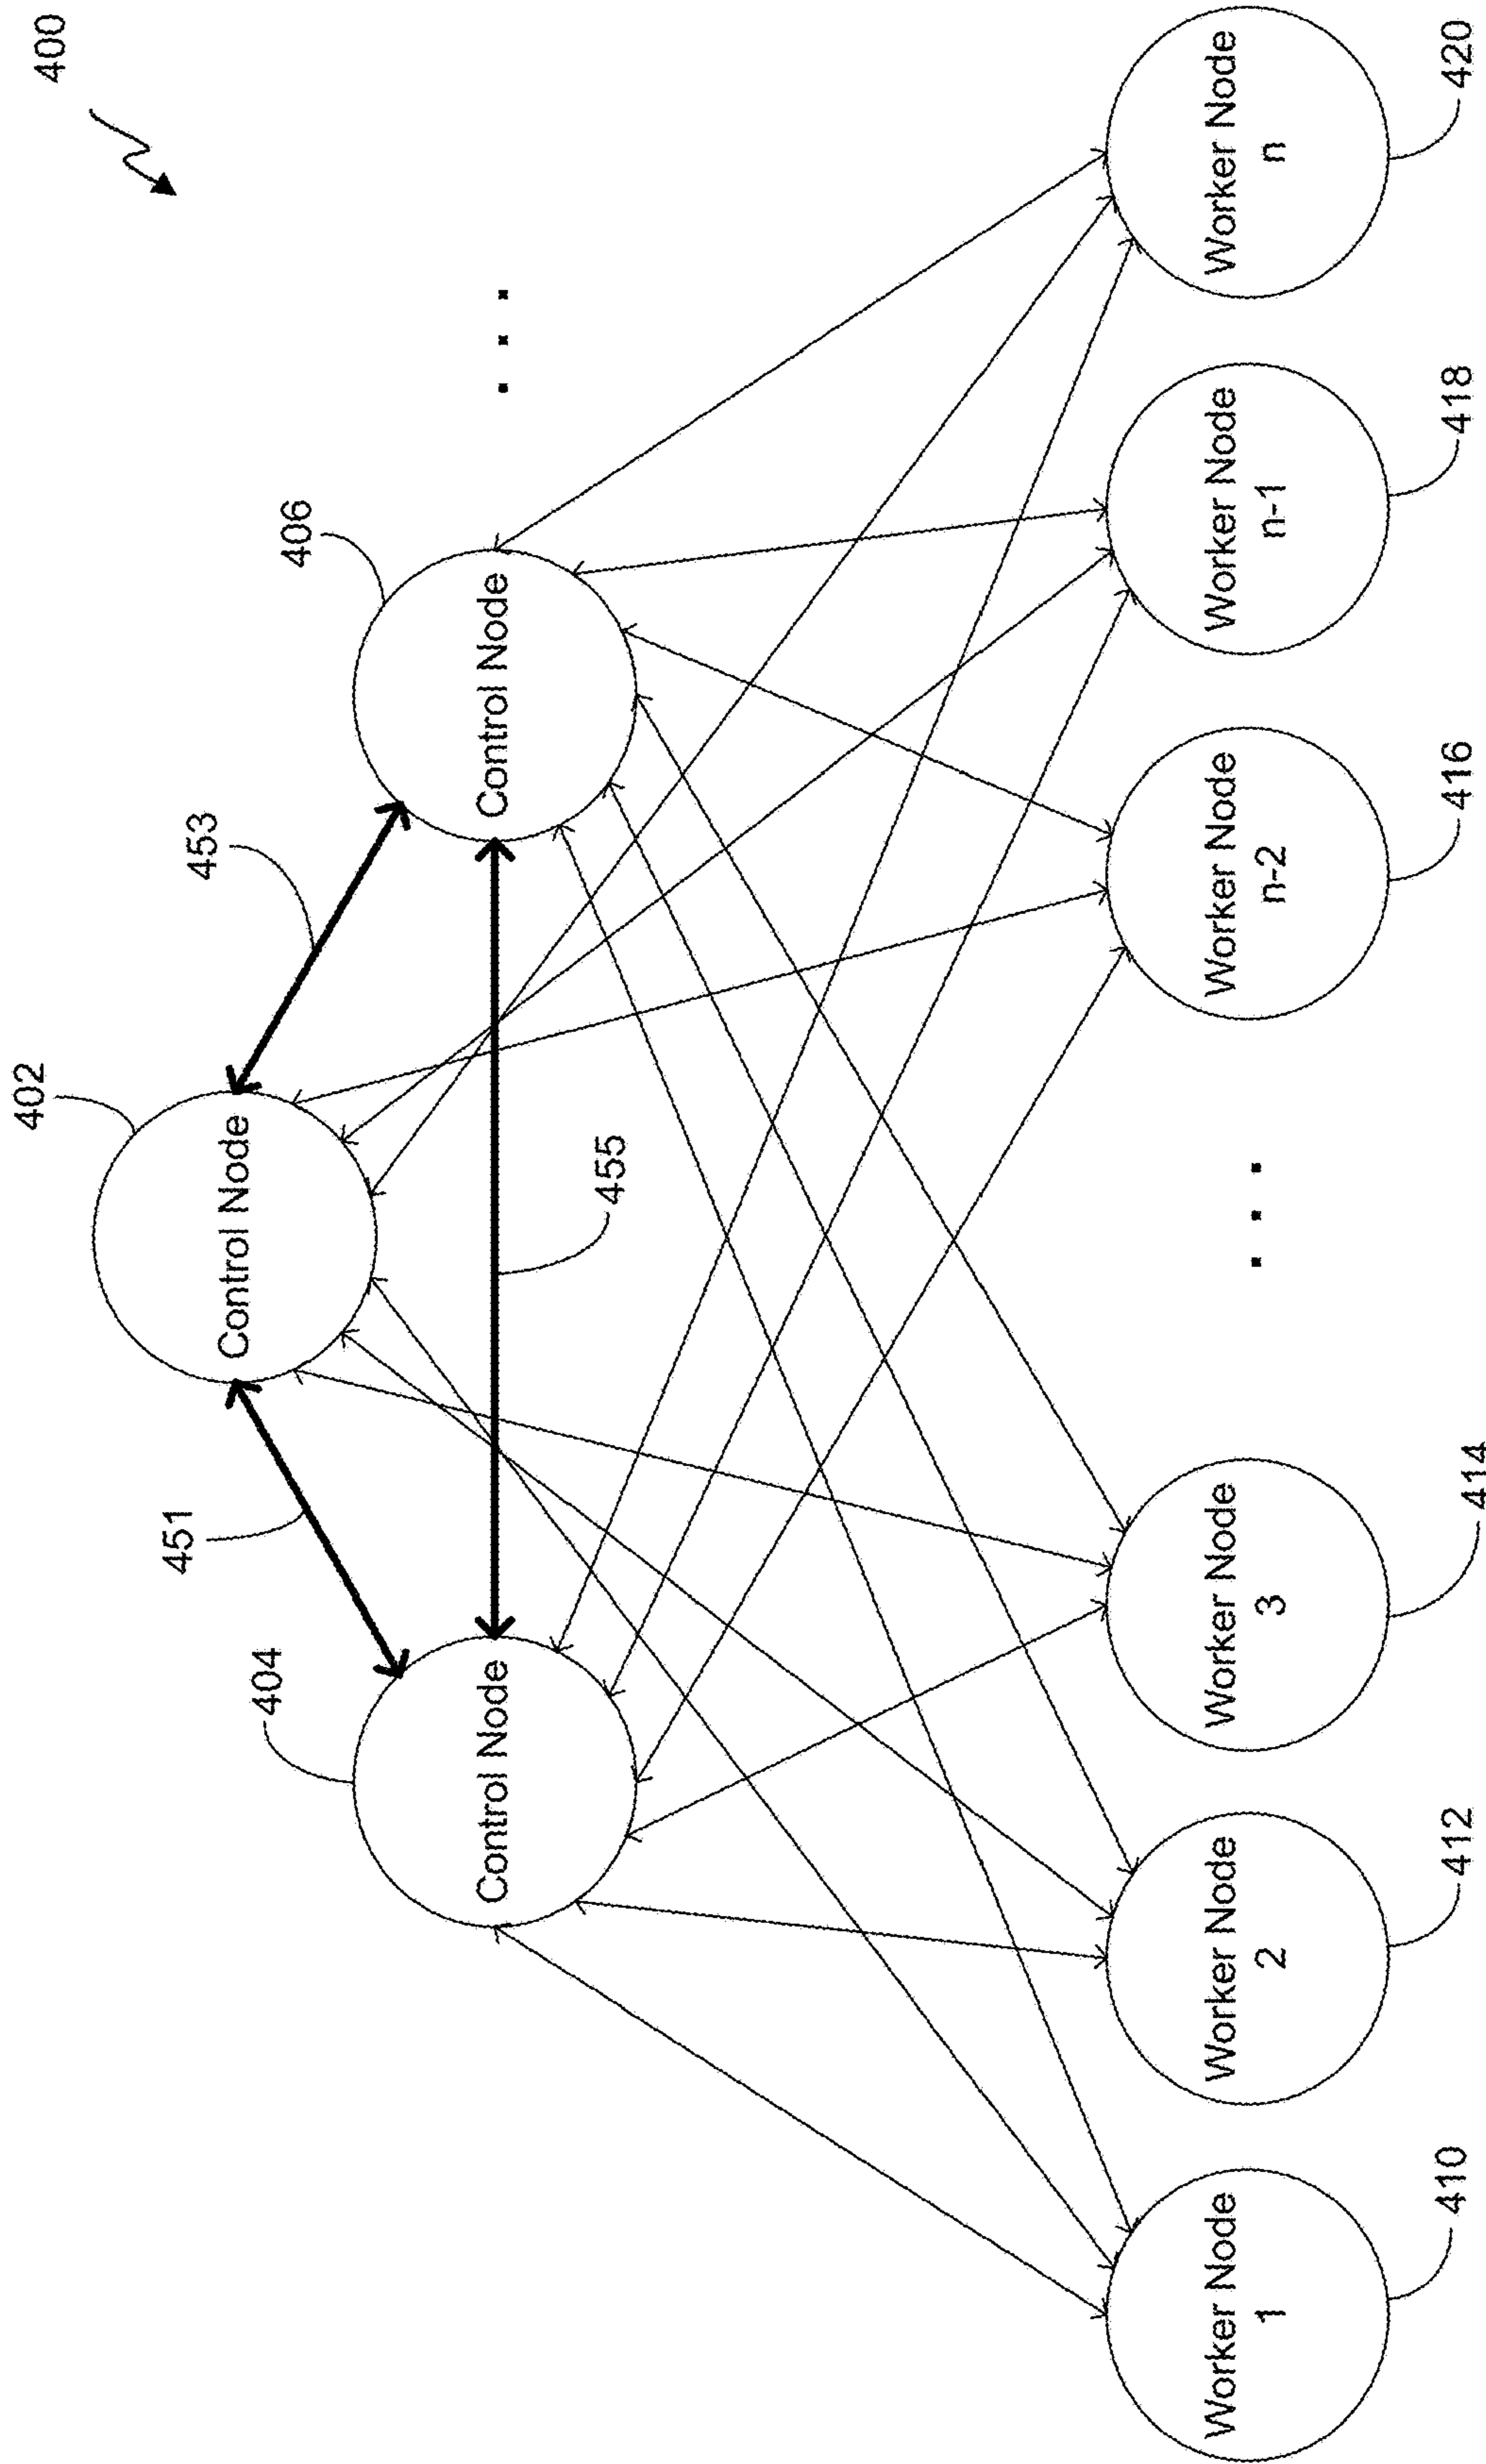 400
402
451
453
404
406
Control Node
Control Node
Control Node
455
. . .
Worker Node
1
Worker Node
2
Worker Node
3
. . .
Worker Node
n-2
Worker Node
n-1
Worker Node
n
410
412
414
416
418
420